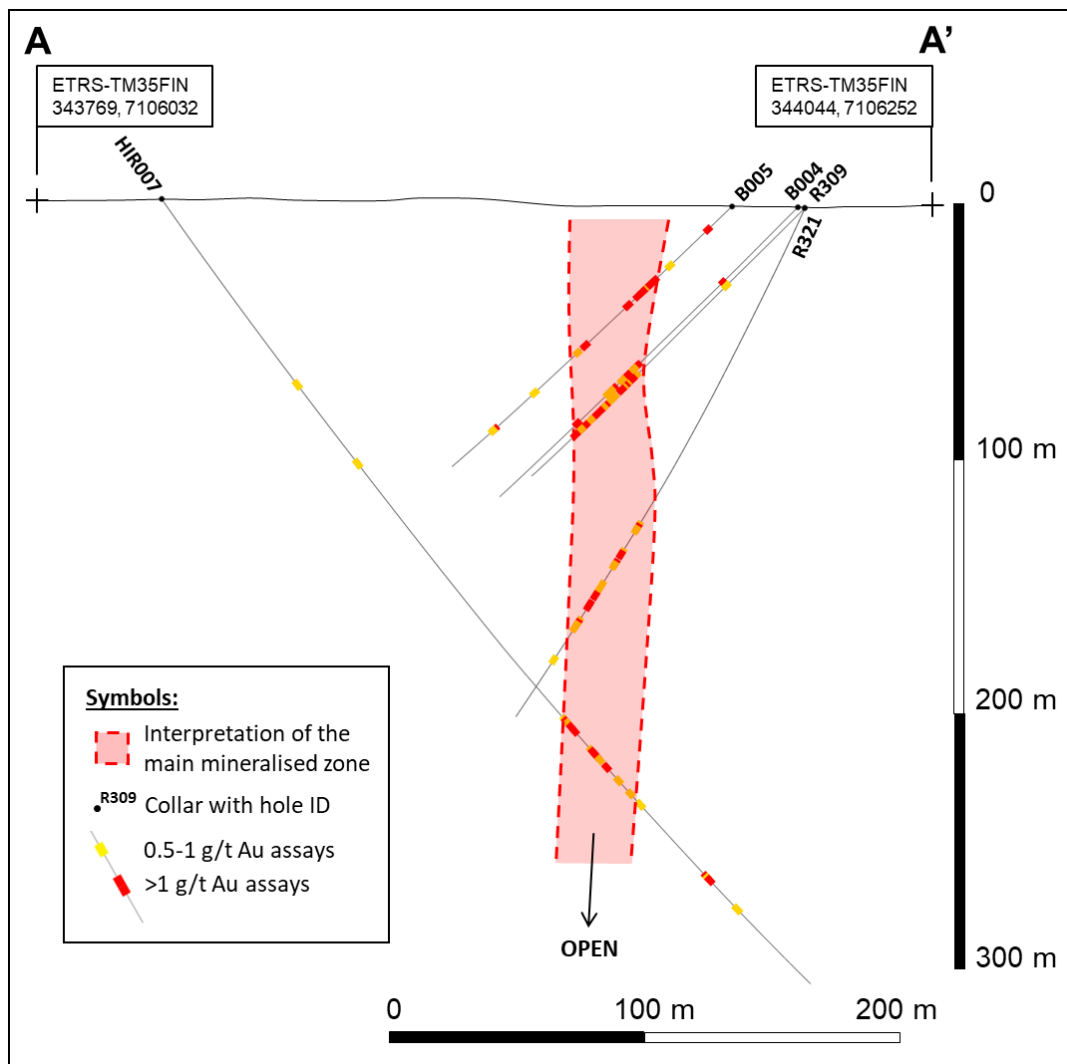 A
A'
ETRS-TM35FIN
343769, 7106032
ETRS-TM35FIN
344044, 7106252
HIR007
B005
B004
R309
R321
0
100 m
200 m
300 m
Symbols:
Interpretation of the
main mineralised zone
R309 Collar with hole ID
0.5-1 g/t Au assays
>1 g/t Au assays
OPEN
0
100 m
200 m